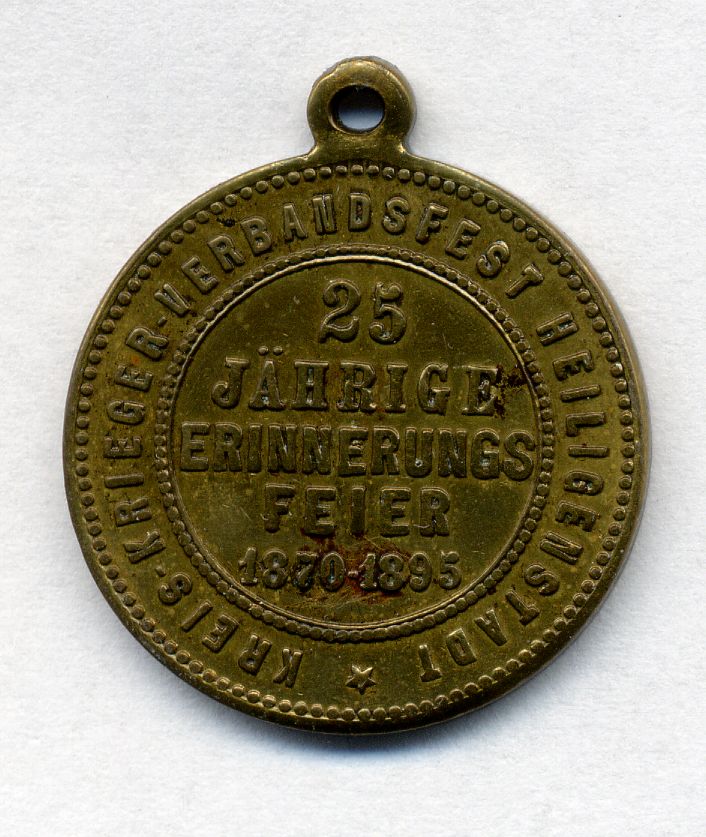 KREIS-KRIEGER-VERBANDSFEST HEILIGENSTADT
25
JÄHRIGE
ERINNERUNGS
FEIER
1870-1895